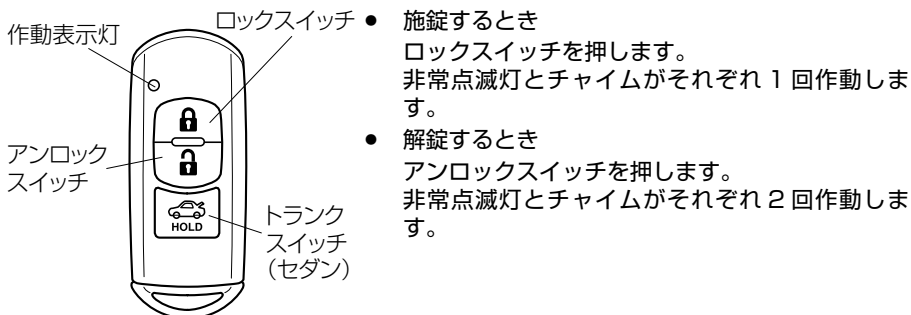 作動表示灯
ロックスイッチ
アンロック
スイッチ
HOLD
トランク
スイッチ
（セダン）
● 施錠するとき
ロックスイッチを押します。
非常点滅灯とチャイムがそれぞれ 1 回作動しま
す。
● 解錠するとき
アンロックスイッチを押します。
非常点滅灯とチャイムがそれぞれ 2 回作動しま
す。